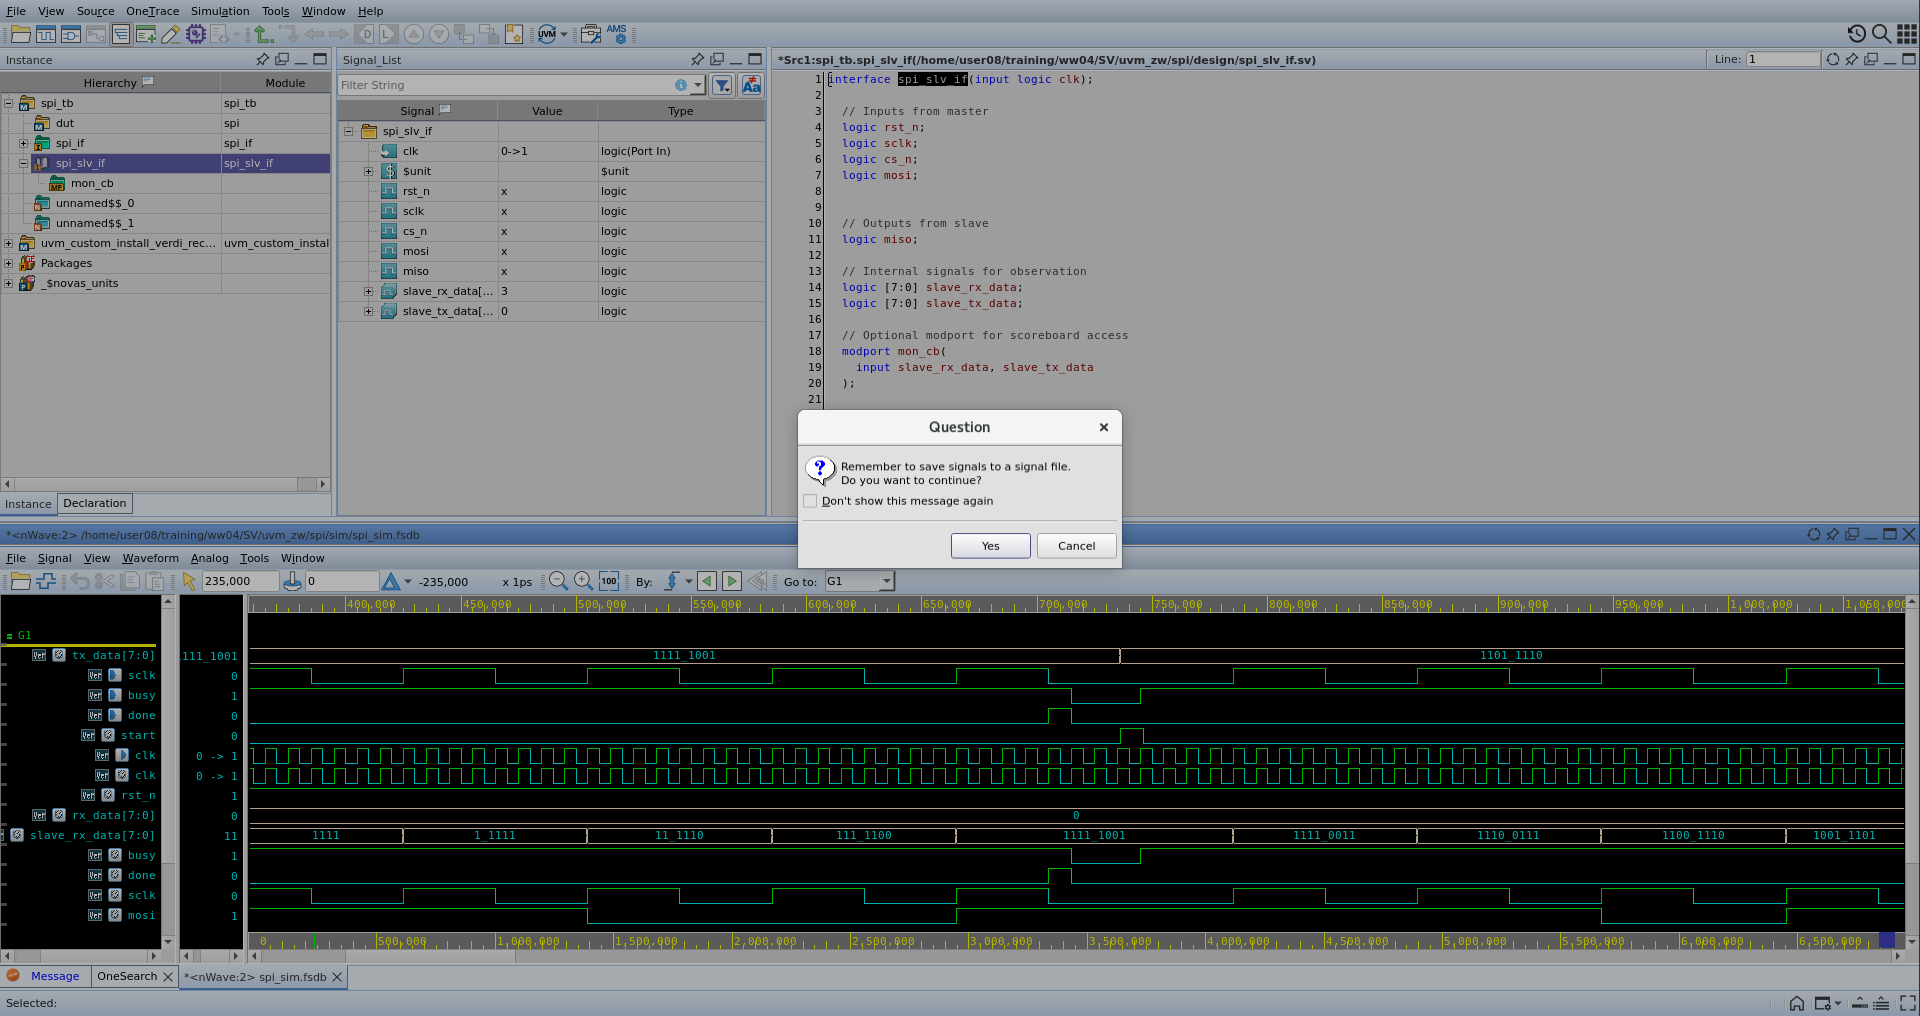 File View Source OneTrace Simulation Tools Window Help
Instance
Hierarchy Module
spi_tb spi_tb
dut spi
spi_if spi_if
spi_slv_if spi_slv_if
mon_cb
unnamed$$_0
unnamed$$_1
uvm_custom_install_verdi_rec... uvm_custom_instal
Packages
_$novas_units
Instance Declaration
Signal_List
Filter String
Signal Value Type
spi_slv_if
clk 0->1 logic(Port In)
$unit $unit
rst_n x logic
sclk x logic
cs_n x logic
mosi x logic
miso x logic
slave_rx_data[... 3 logic
slave_tx_data[... 0 logic
*Src1:spi_tb.spi_slv_if(/home/user08/training/ww04/SV/uvm_zw/spi/design/spi_slv_if.sv) Line: 1
1 interface spi_slv_if(input logic clk);
2
3 // Inputs from master
4 logic rst_n;
5 logic sclk;
6 logic cs_n;
7 logic mosi;
8
9
10 // Outputs from slave
11 logic miso;
12
13 // Internal signals for observation
14 logic [7:0] slave_rx_data;
15 logic [7:0] slave_tx_data;
16
17 // Optional modport for scoreboard access
18 modport mon_cb(
19 input slave_rx_data, slave_tx_data
20 );
21
Question
Remember to save signals to a signal file.
Do you want to continue?
Don't show this message again
Yes Cancel
*<nWave:2> /home/user08/training/ww04/SV/uvm_zw/spi/sim/spi_sim.fsdb
File Signal View Waveform Analog Tools Window
235,000 0 -235,000 x 1ps 100 By: Go to: G1
400,000 450,000 500,000 550,000 600,000 650,000 700,000 750,000 800,000 850,000 900,000 950,000 1,000,000 1,050,000
= G1
tx_data[7:0] 1111_1001 1111_1001 1101_1110
sclk 0
busy 1
done 0
start 0
clk 0 -> 1
clk 0 -> 1
rst_n 1
rx_data[7:0] 0 0
slave_rx_data[7:0] 11 1111 1_1111 11_1110 111_1100 1111_1001 1111_0011 1110_0111 1100_1110 1001_1101
busy 1
done 0
sclk 0
mosi 1
0 500,000 1,000,000 1,500,000 2,000,000 2,500,000 3,000,000 3,500,000 4,000,000 4,500,000 5,000,000 5,500,000 6,000,000 6,500,000
Message OneSearch *<nWave:2> spi_sim.fsdb
Selected: